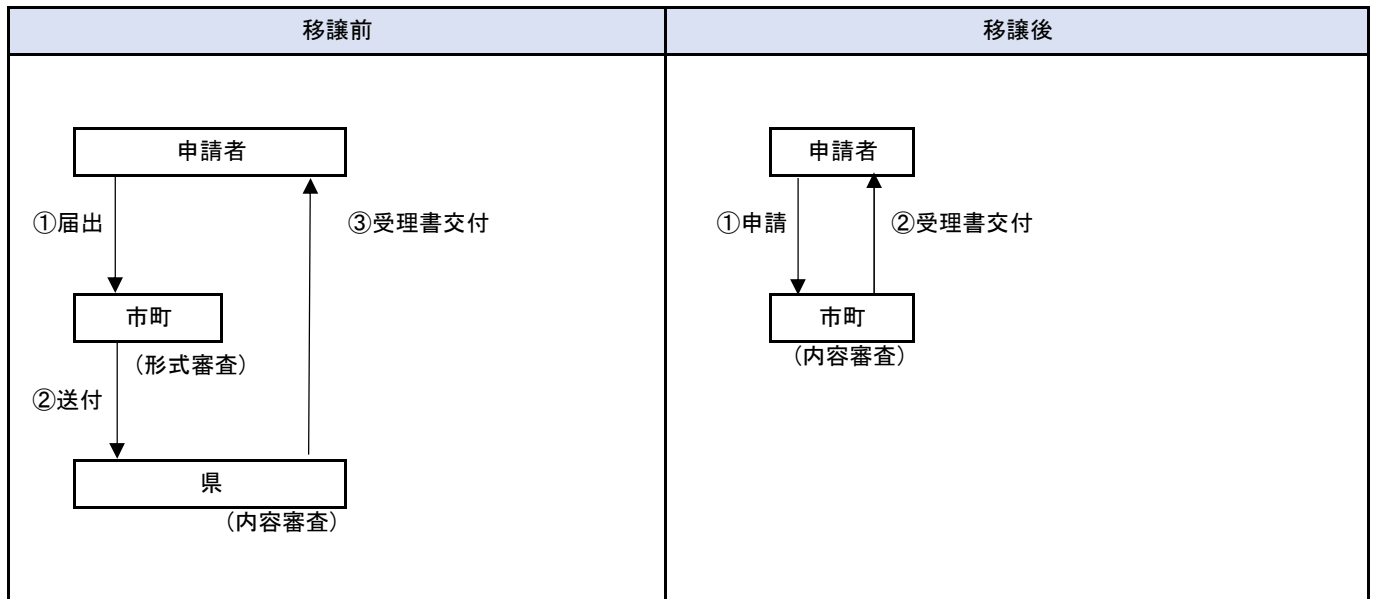 移譲前
移譲後
申請者
①届出
③受理書交付
市町
（形式審査）
②送付
県
（内容審査）
申請者
①申請
②受理書交付
市町
（内容審査）